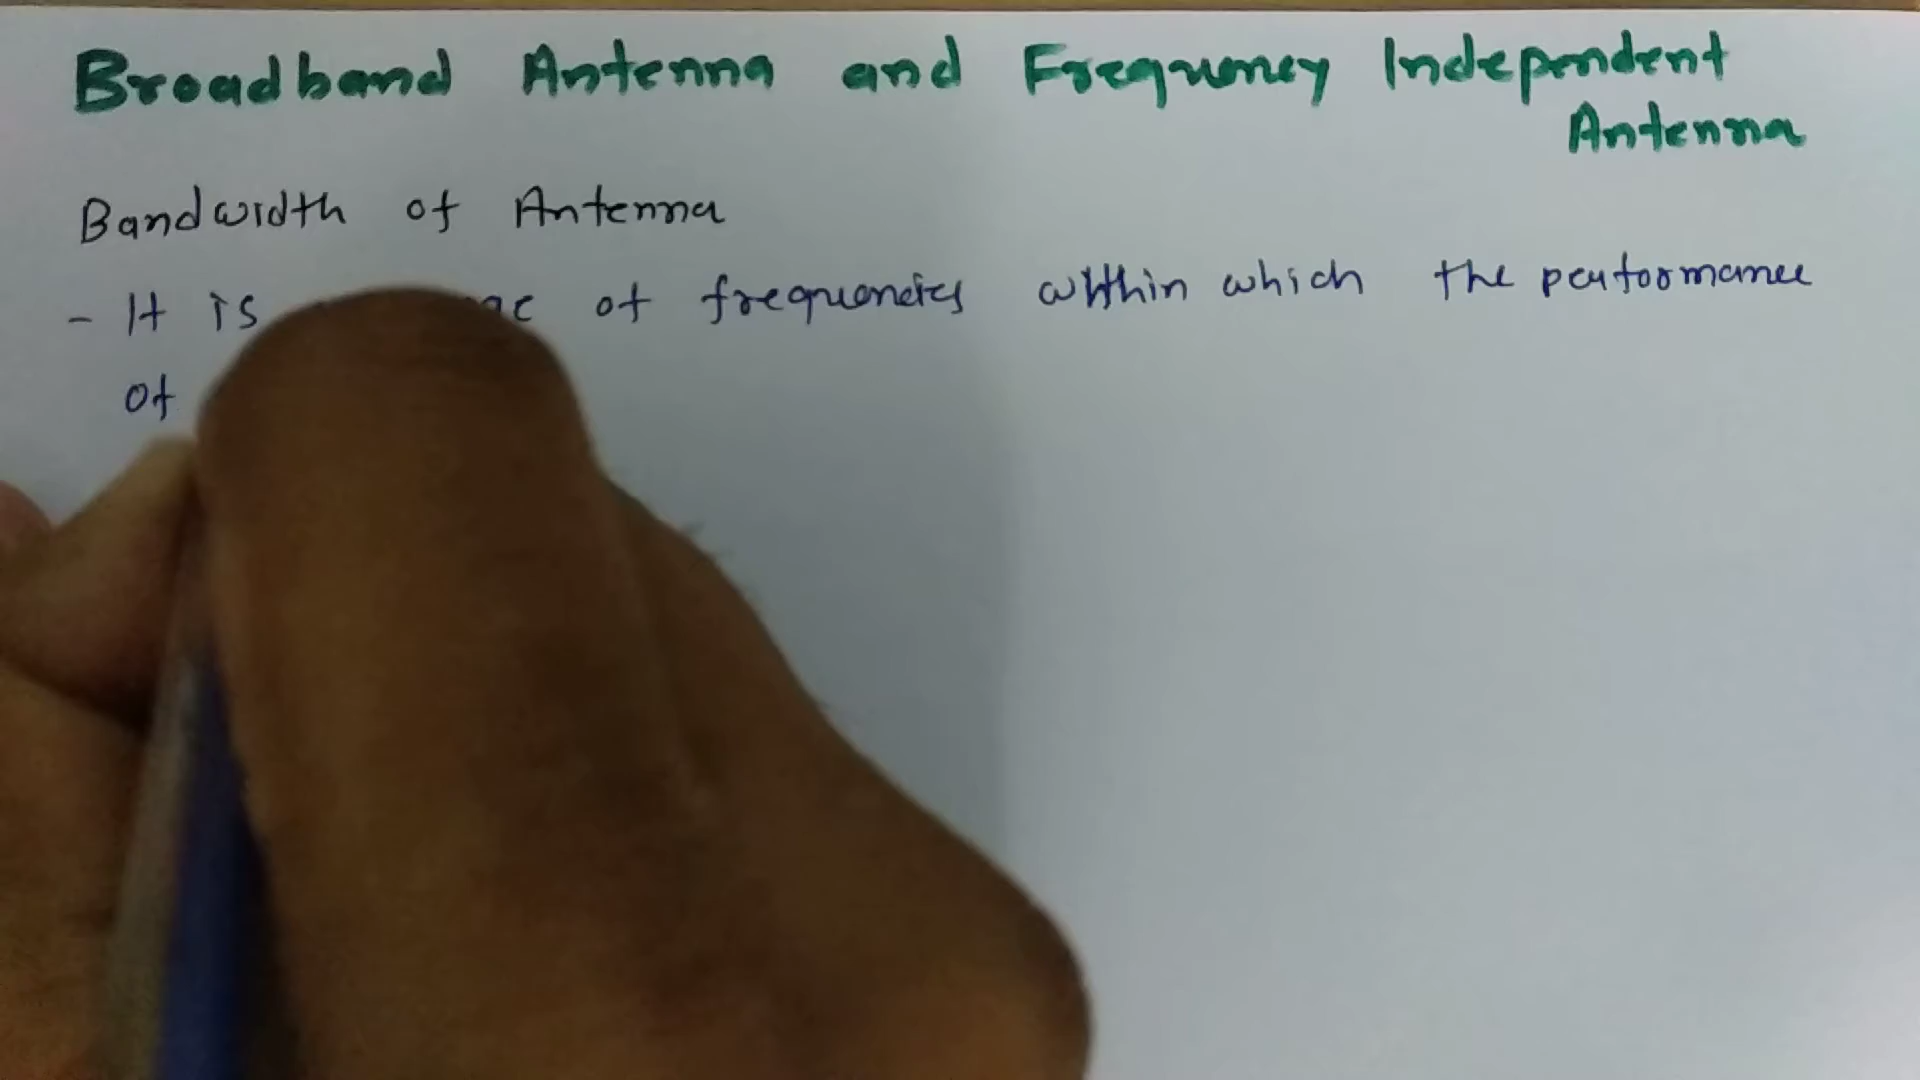 Broadband Antenna and Frequency Independent
Antenna
Bandwidth of Antenna
- It is of frequencies within which the performance
of